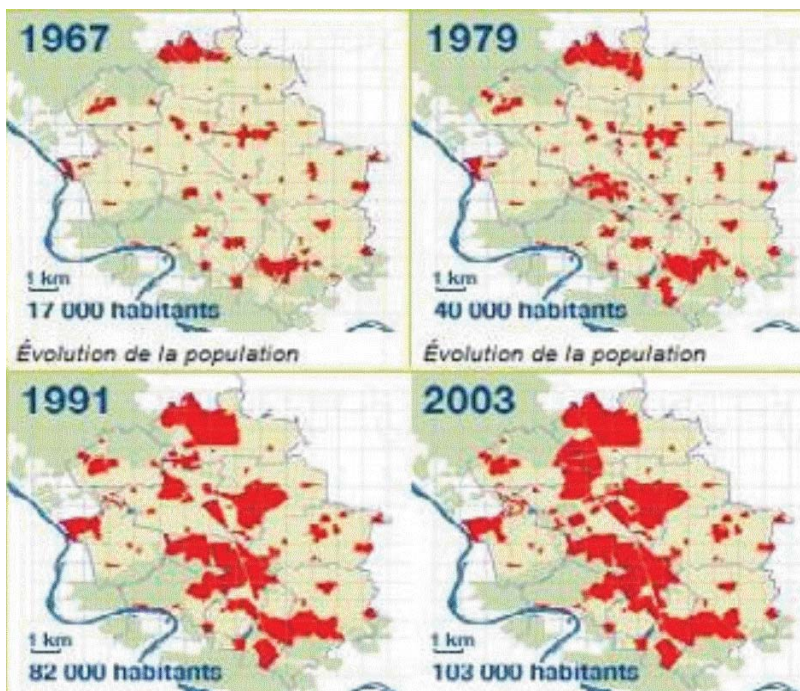 1967
1 km
17 000 habitants
Évolution de la population
1979
1 km
40 000 habitants
Évolution de la population
1991
1 km
82 000 habitants
2003
1 km
103 000 habitants